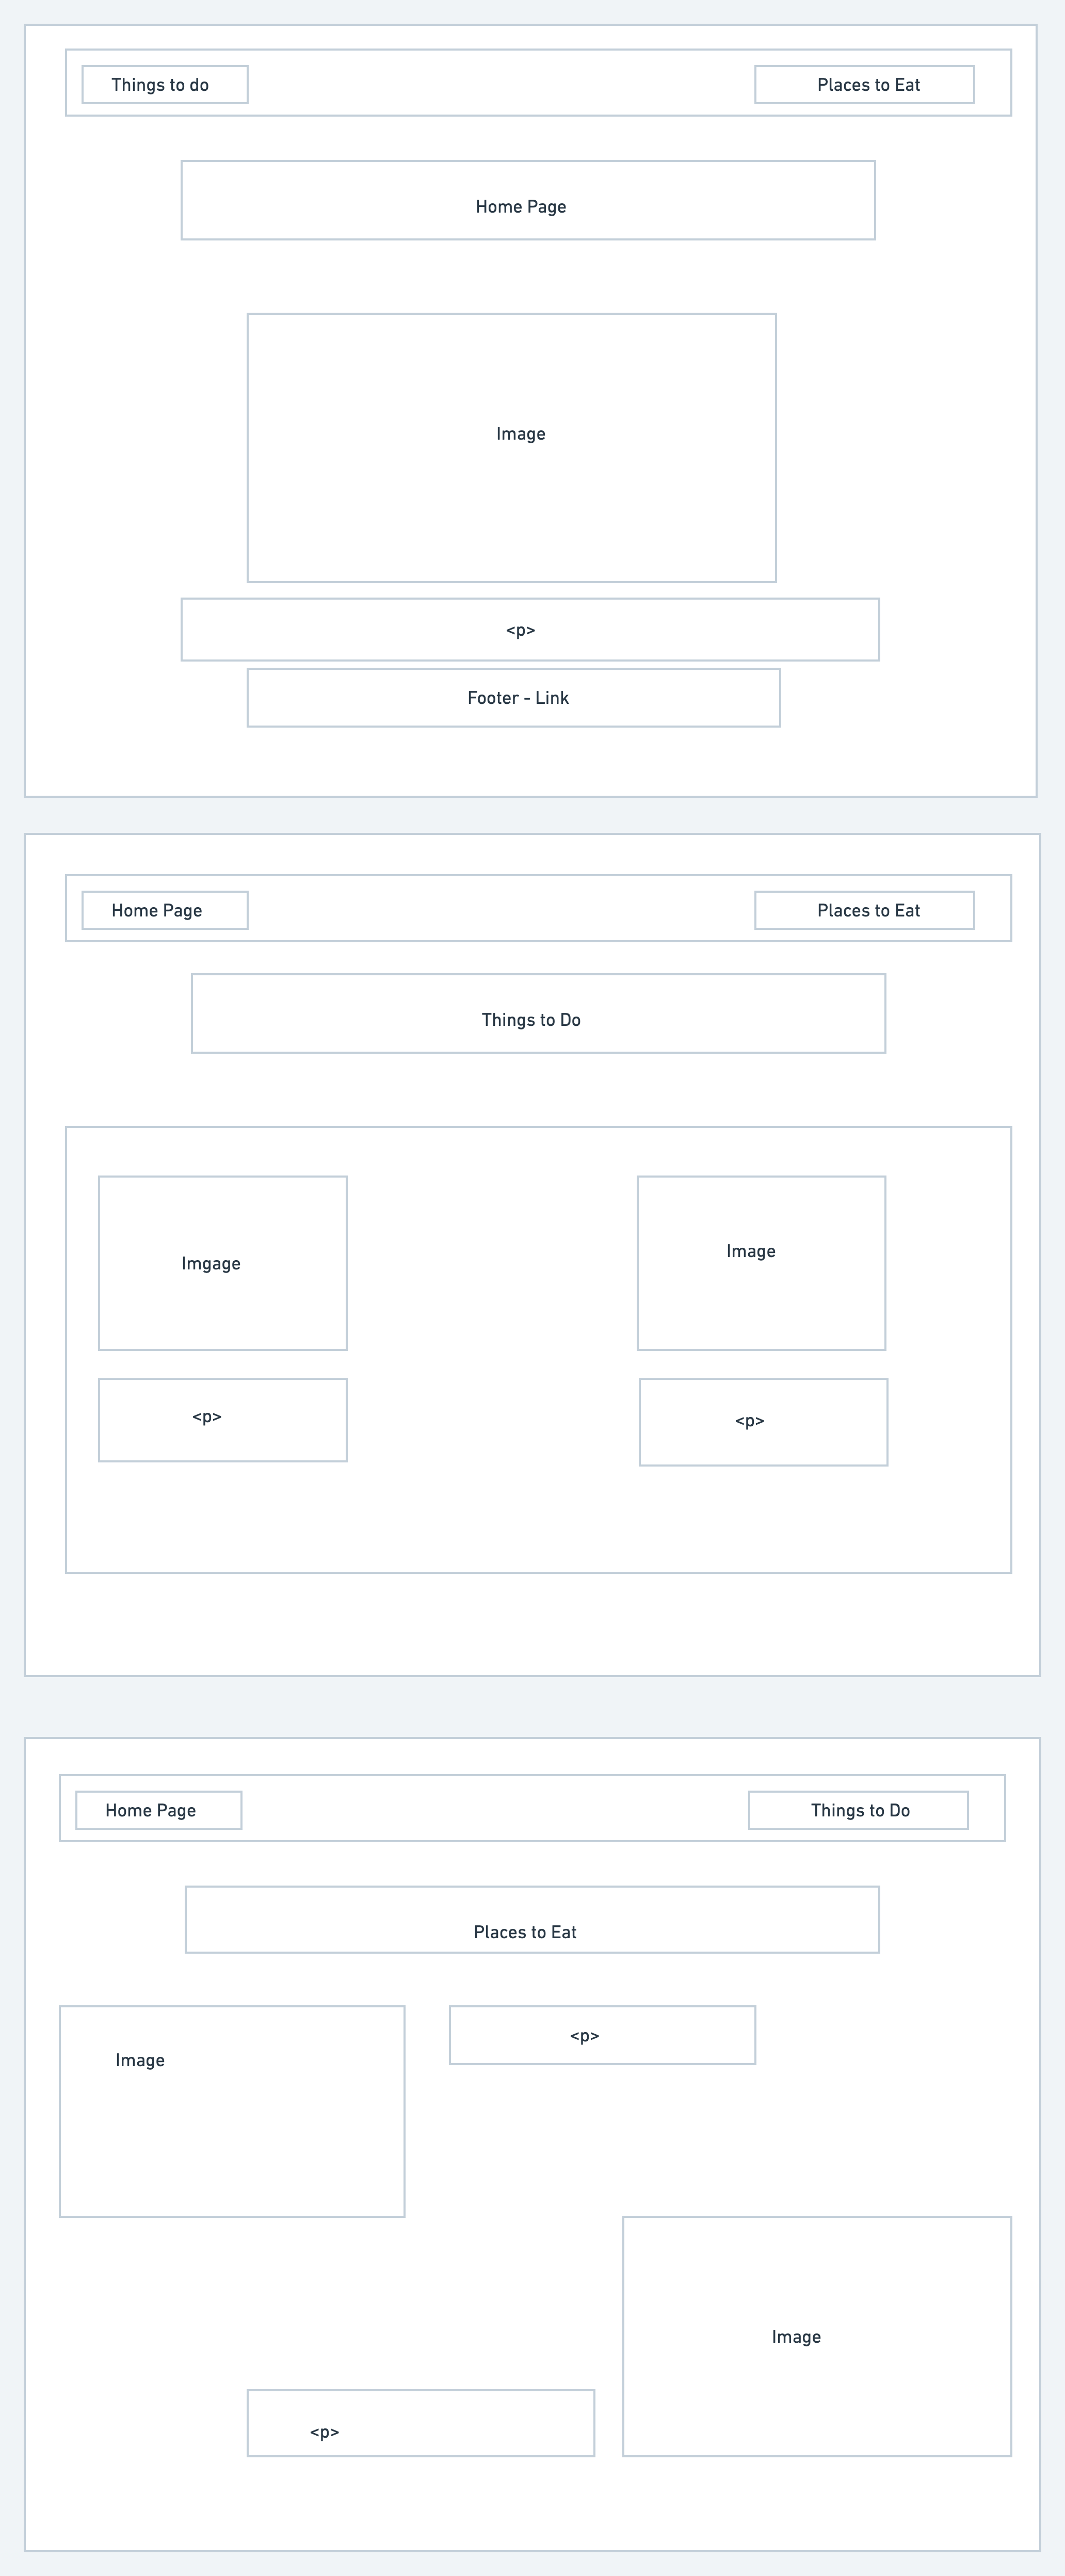 Things to do
Places to Eat
Home Page
Image
<p>
Footer - Link
Home Page
Places to Eat
Things to Do
Imgage
Image
<p>
<p>
Home Page
Things to Do
Places to Eat
Image
<p>
Image
<p>